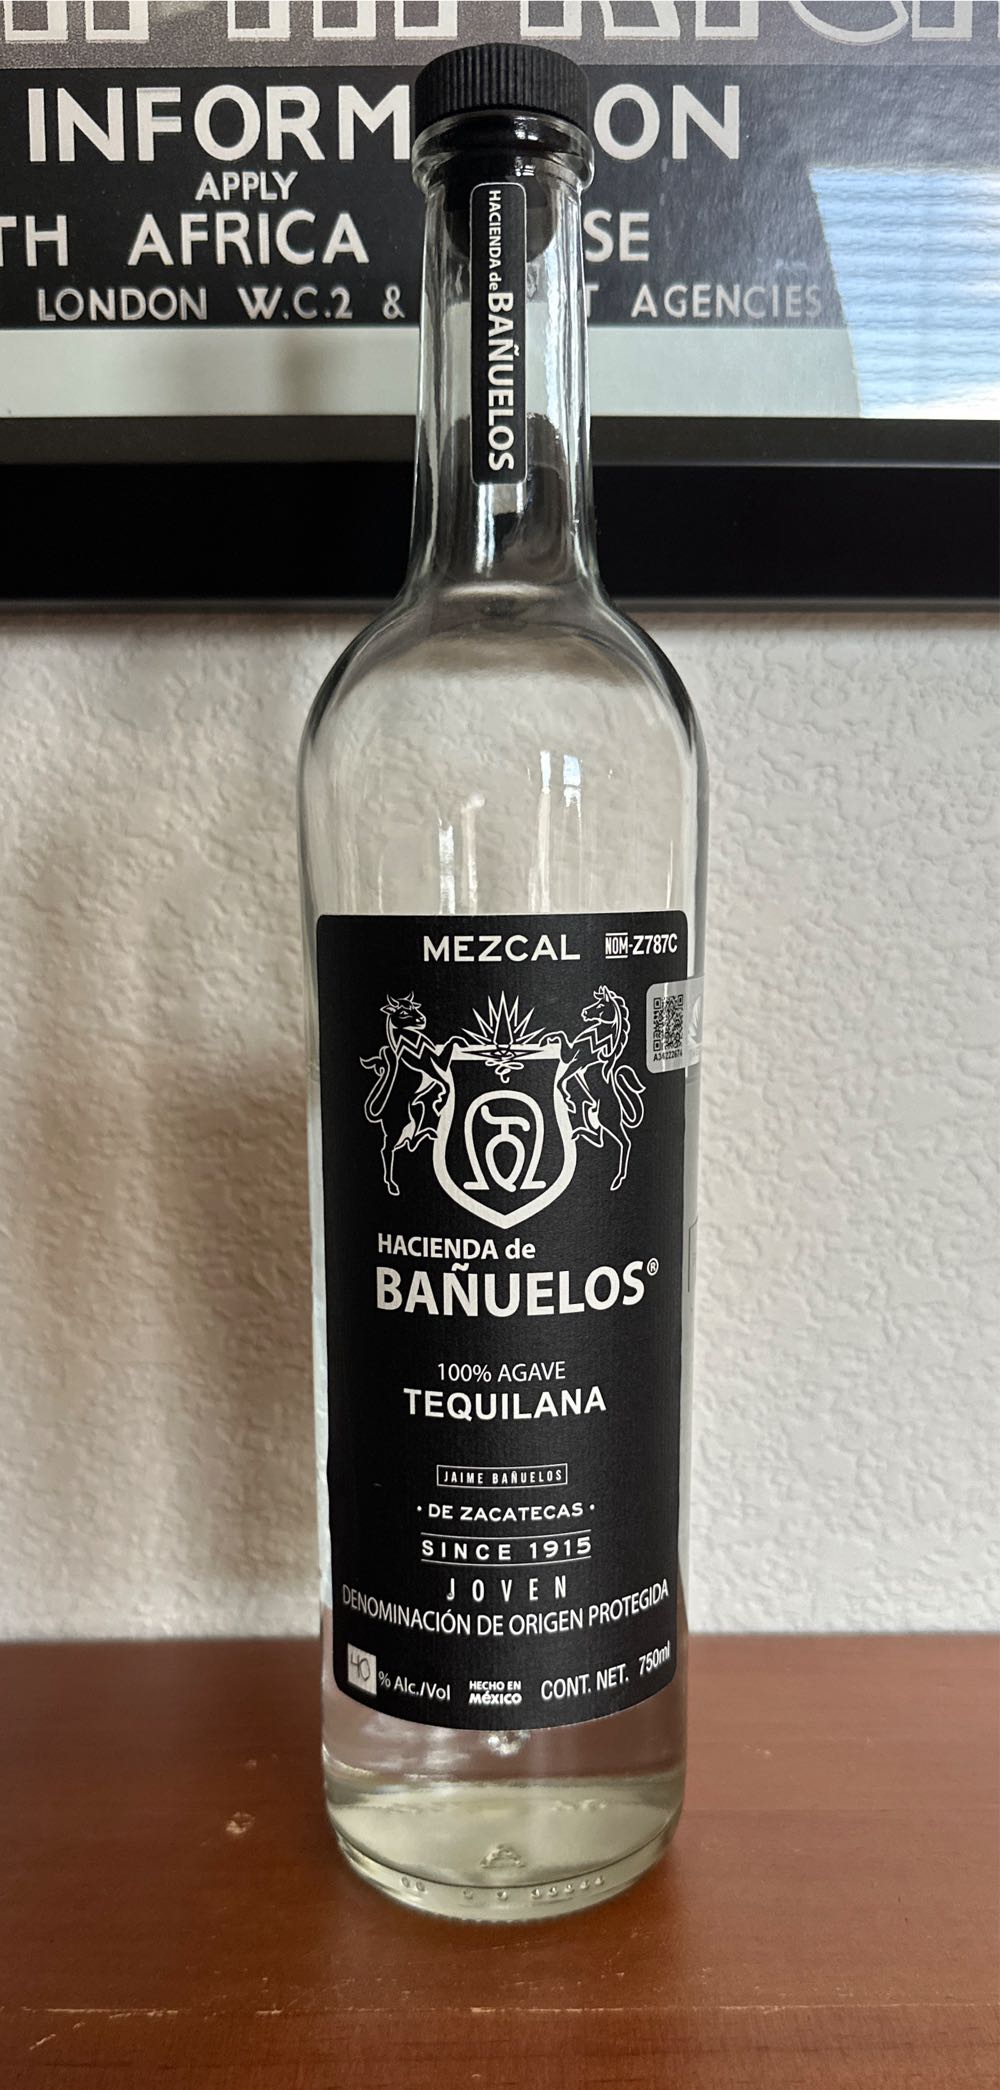 INFORM ON
APPLY
TH AFRICA SE
LONDON W.C.2 & T AGENCIES
HACIENDA de BAÑUELOS
MEZCAL NOM-Z787C
HACIENDA de
BAÑUELOS®
100% AGAVE
TEQUILANA
JAIME BAÑUELOS
• DE ZACATECAS •
SINCE 1915
JOVEN
DENOMINACIÓN DE ORIGEN PROTEGIDA
40 % Alc./Vol HECHO EN MéXICO CONT. NET. 750ml